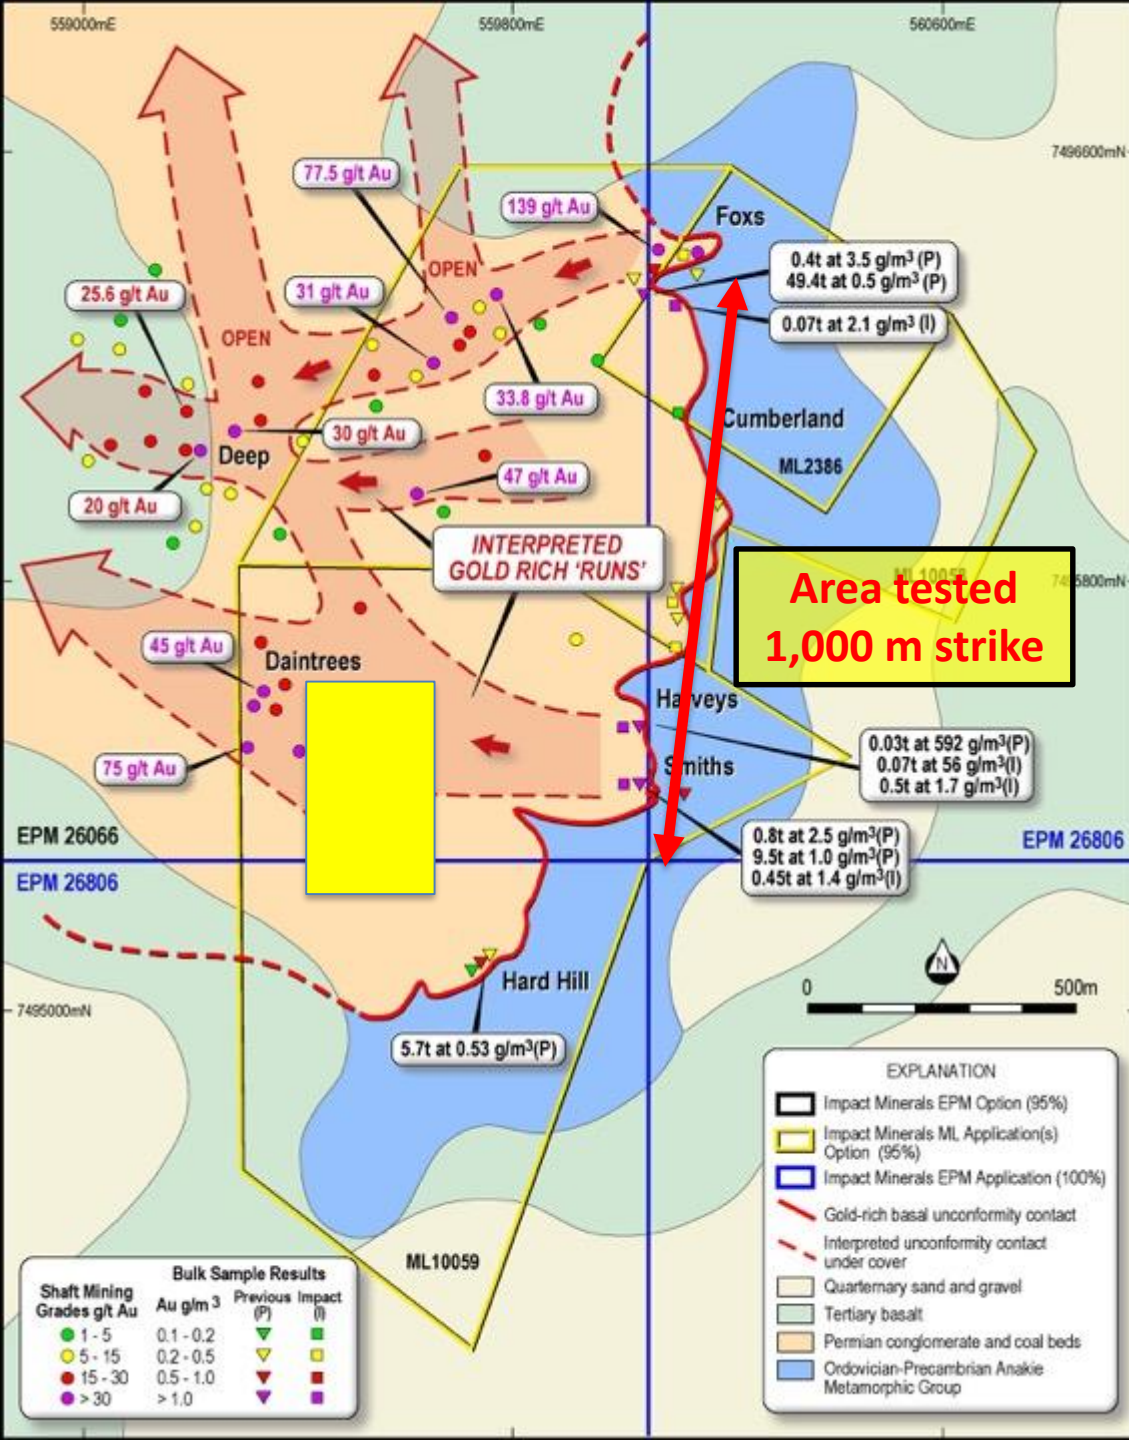 559000mE
559800mE
560600mE
7496600mN
77.5 g/t Au
139 g/t Au
Foxs
0.4t at 3.5 g/m³ (P)
49.4t at 0.5 g/m³ (P)
OPEN
25.6 g/t Au
31 g/t Au
0.07t at 2.1 g/m³ (I)
OPEN
33.8 g/t Au
30 g/t Au
Cumberland
Deep
ML2386
47 g/t Au
20 g/t Au
INTERPRETED
GOLD RICH 'RUNS'
ML10058
5800mN
Area tested
1,000 m strike
45 g/t Au
Daintrees
Harveys
75 g/t Au
Smiths
0.03t at 592 g/m³(P)
0.07t at 56 g/m³(I)
0.5t at 1.7 g/m³(I)
EPM 26066
EPM 26806
0.8t at 2.5 g/m³(P)
9.5t at 1.0 g/m³(P)
0.45t at 1.4 g/m³(I)
EPM 26806
Hard Hill
N
0 500m
7495000mN
5.7t at 0.53 g/m³(P)
EXPLANATION
Impact Minerals EPM Option (95%)
Impact Minerals ML Application(s)
Option (95%)
Impact Minerals EPM Application (100%)
Gold-rich basal unconformity contact
Interpreted unconformity contact
under cover
Quarternary sand and gravel
Tertiary basalt
Permian conglomerate and coal beds
Ordovician-Precambrian Anakie
Metamorphic Group
ML10059
Bulk Sample Results
Shaft Mining
Grades g/t Au
Au g/m³
Previous
(P)
Impact
(I)
1 - 5 0.1 - 0.2
5 - 15 0.2 - 0.5
15 - 30 0.5 - 1.0
> 30 > 1.0